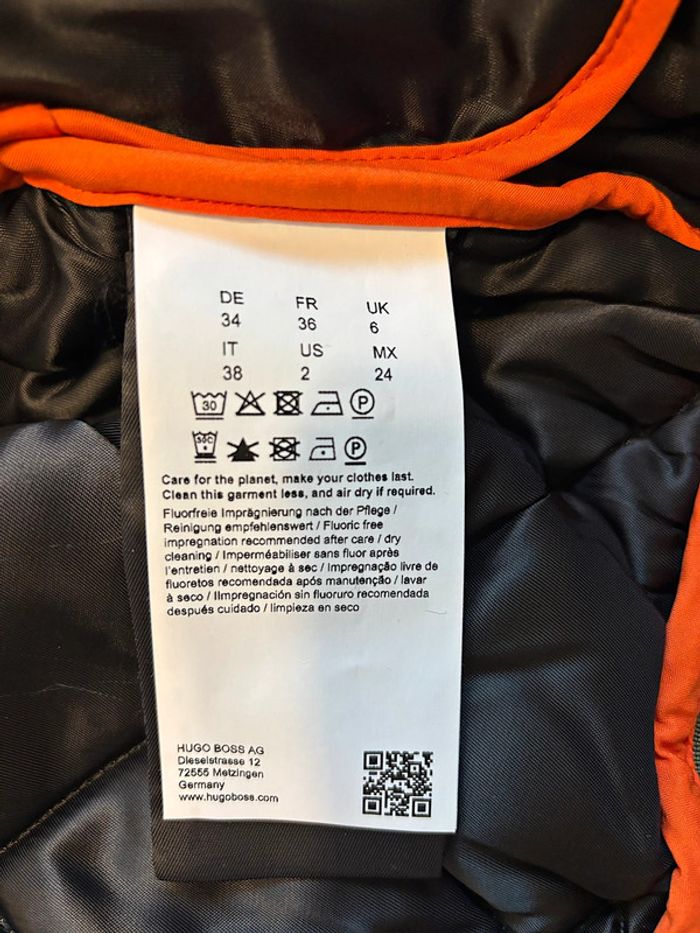 DE FR UK
34 36 6
IT US MX
38 2 24
30 P
30C P
Care for the planet, make your clothes last.
Clean this garment less, and air dry if required.
Fluorfreie Imprägnierung nach der Pflege /
Reinigung empfehlenswert / Fluoric free
impregnation recommended after care / dry
cleaning / Imperméabiliser sans fluor après
l'entretien / nettoyage à sec / Impregnação livre de
fluoretos recomendada após manutenção / lavar
à seco / IImpregnación sin fluoruro recomendada
después cuidado / limpieza en seco
HUGO BOSS AG
Dieselstrasse 12
72555 Metzingen
Germany
www.hugoboss.com